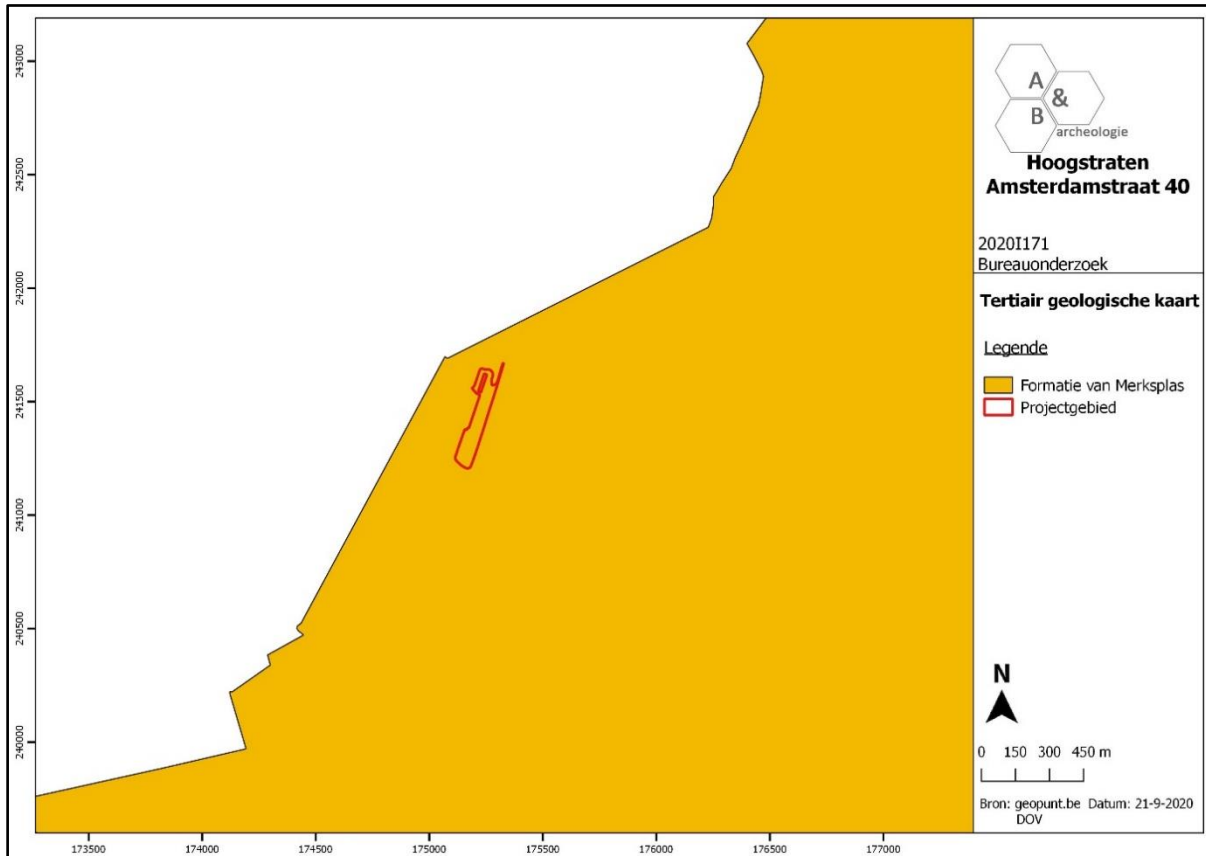 243000
242500
242000
241500
241000
240500
240000
173500 174000 174500 175000 175500 176000 176500 177000
A
&
B
archeologie
Hoogstraten
Amsterdamstraat 40
2020I171
Bureauonderzoek
Tertiair geologische kaart
Legende
Formatie van Merksplas
Projectgebied
N
0 150 300 450 m
Bron: geopunt.be Datum: 21-9-2020
DOV